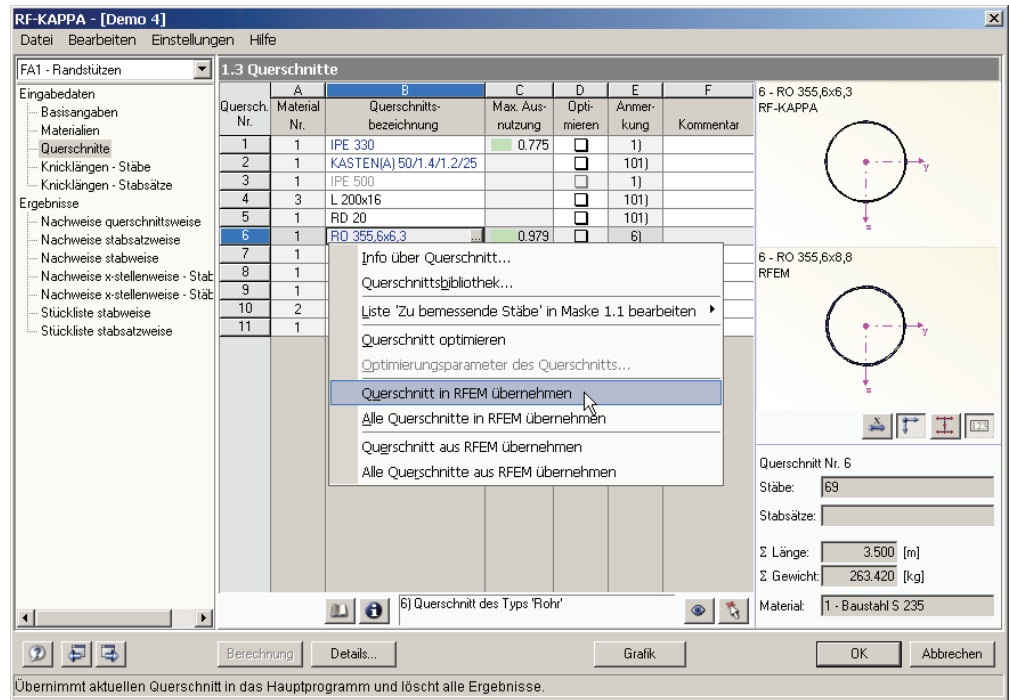 RF-KAPPA - [Demo 4]
Datei Bearbeiten Einstellungen Hilfe
FA1 - Randstützen
Eingabedaten
Basisangaben
Materialien
Querschnitte
Knicklängen - Stäbe
Knicklängen - Stabsätze
Ergebnisse
Nachweise querschnittsweise
Nachweise stabsatzweise
Nachweise stabweise
Nachweise x-stellenweise - Stab
Nachweise x-stellenweise - Stäb
Stückliste stabweise
Stückliste stabsatzweise
1.3 Querschnitte
A B C D E F
Quersch. Material Querschnitts- Max. Aus- Opti- Anmer-
Nr. Nr. bezeichnung nutzung mieren kung Kommentar
1 1 IPE 330 0.775 1)
2 1 KASTEN(A) 50/1.4/1.2/25 101)
3 1 IPE 500 1)
4 3 L 200x16 101)
5 1 RD 20 101)
6 1 RO 355,6x6,3 ... 0.979 6)
7 1
8 1
9 1
10 2
11 1
Info über Querschnitt...
Querschnittsbibliothek...
Liste 'Zu bemessende Stäbe' in Maske 1.1 bearbeiten
Querschnitt optimieren
Optimierungsparameter des Querschnitts...
Querschnitt in RFEM übernehmen
Alle Querschnitte in RFEM übernehmen
Querschnitt aus RFEM übernehmen
Alle Querschnitte aus RFEM übernehmen
6) Querschnitt des Typs 'Rohr'
6 - RO 355,6x6,3
RF-KAPPA
y
z
6 - RO 355,6x8,8
RFEM
y
z
x
123
Querschnitt Nr. 6
Stäbe: 69
Stabsätze:
Σ Länge: 3.500 [m]
Σ Gewicht: 263.420 [kg]
Material: 1 - Baustahl S 235
Berechnung Details... Grafik OK Abbrechen
Übernimmt aktuellen Querschnitt in das Hauptprogramm und löscht alle Ergebnisse.